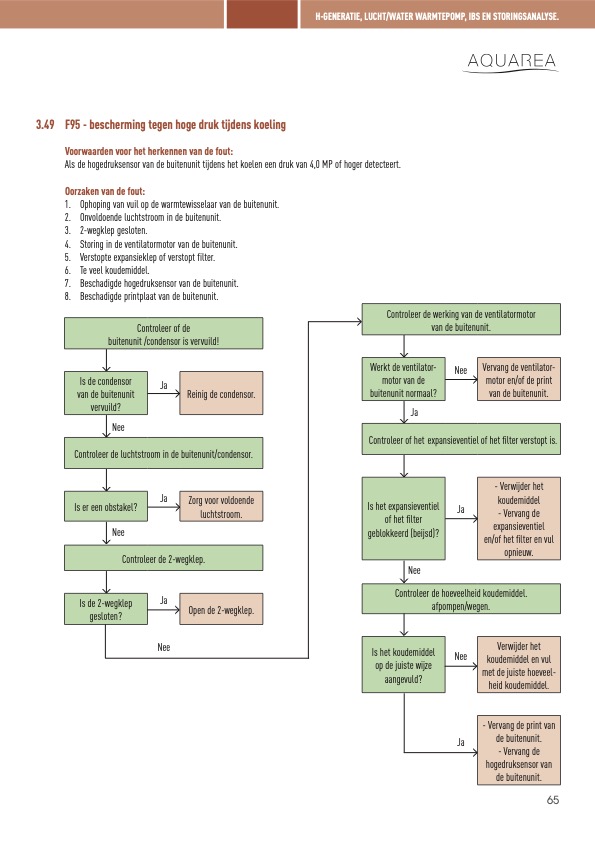 H-GENERATIE, LUCHT/WATER WARMTEPOMP, IBS EN STORINGSANALYSE.
AQUAREA
3.49 F95 - bescherming tegen hoge druk tijdens koeling
Voorwaarden voor het herkennen van de fout:
Als de hogedruksensor van de buitenunit tijdens het koelen een druk van 4,0 MP of hoger detecteert.
Oorzaken van de fout:
1. Ophoping van vuil op de warmtewisselaar van de buitenunit.
2. Onvoldoende luchtstroom in de buitenunit.
3. 2-wegklep gesloten.
4. Storing in de ventilatormotor van de buitenunit.
5. Verstopte expansieklep of verstopt filter.
6. Te veel koudemiddel.
7. Beschadigde hogedruksensor van de buitenunit.
8. Beschadigde printplaat van de buitenunit.
Controleer of de
buitenunit /condensor is vervuild!
Is de condensor
van de buitenunit
vervuild?
Ja
Reinig de condensor.
Nee
Controleer de luchtstroom in de buitenunit/condensor.
Is er een obstakel?
Ja
Zorg voor voldoende
luchtstroom.
Nee
Controleer de 2-wegklep.
Is de 2-wegklep
gesloten?
Ja
Open de 2-wegklep.
Nee
Controleer de werking van de ventilatormotor
van de buitenunit.
Werkt de ventilator-
motor van de
buitenunit normaal?
Nee
Vervang de ventilator-
motor en/of de print
van de buitenunit.
Ja
Controleer of het expansieventiel of het filter verstopt is.
Is het expansieventiel
of het filter
geblokkeerd (beijsd)?
Ja
- Verwijder het
koudemiddel
- Vervang de
expansieventiel
en/of het filter en vul
opnieuw.
Nee
Controleer de hoeveelheid koudemiddel.
afpompen/wegen.
Is het koudemiddel
op de juiste wijze
aangevuld?
Nee
Verwijder het
koudemiddel en vul
met de juiste hoeveel-
heid koudemiddel.
Ja
- Vervang de print van
de buitenunit.
- Vervang de
hogedruksensor van
de buitenunit.
65